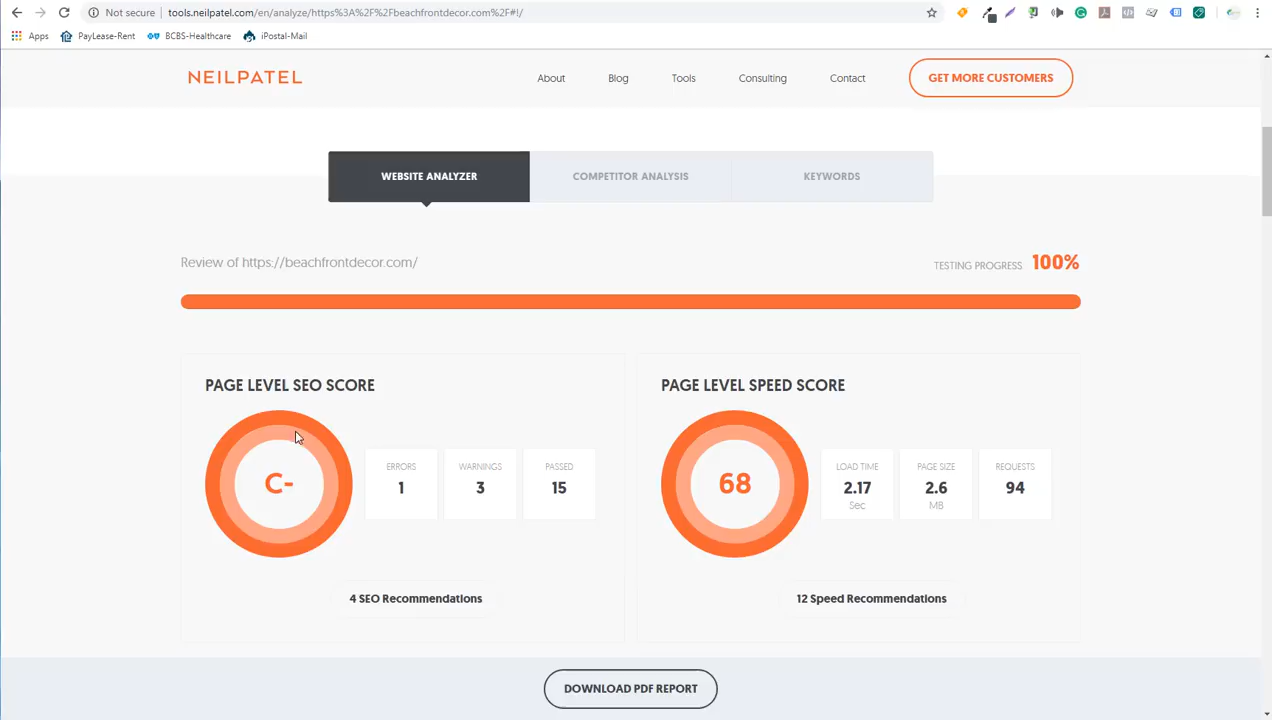 Not secure | tools.neilpatel.com/en/analyze/https%3A%2F%2Fbeachfrontdecor.com%2F#!/
Apps PayLease-Rent BCBS-Healthcare iPostal-Mail
NEILPATEL About Blog Tools Consulting Contact GET MORE CUSTOMERS
WEBSITE ANALYZER COMPETITOR ANALYSIS KEYWORDS
Review of https://beachfrontdecor.com/ TESTING PROGRESS 100%
PAGE LEVEL SEO SCORE
C-
ERRORS WARNINGS PASSED
1 3 15
4 SEO Recommendations
PAGE LEVEL SPEED SCORE
68
LOAD TIME PAGE SIZE REQUESTS
2.17 2.6 94
Sec MB
12 Speed Recommendations
DOWNLOAD PDF REPORT